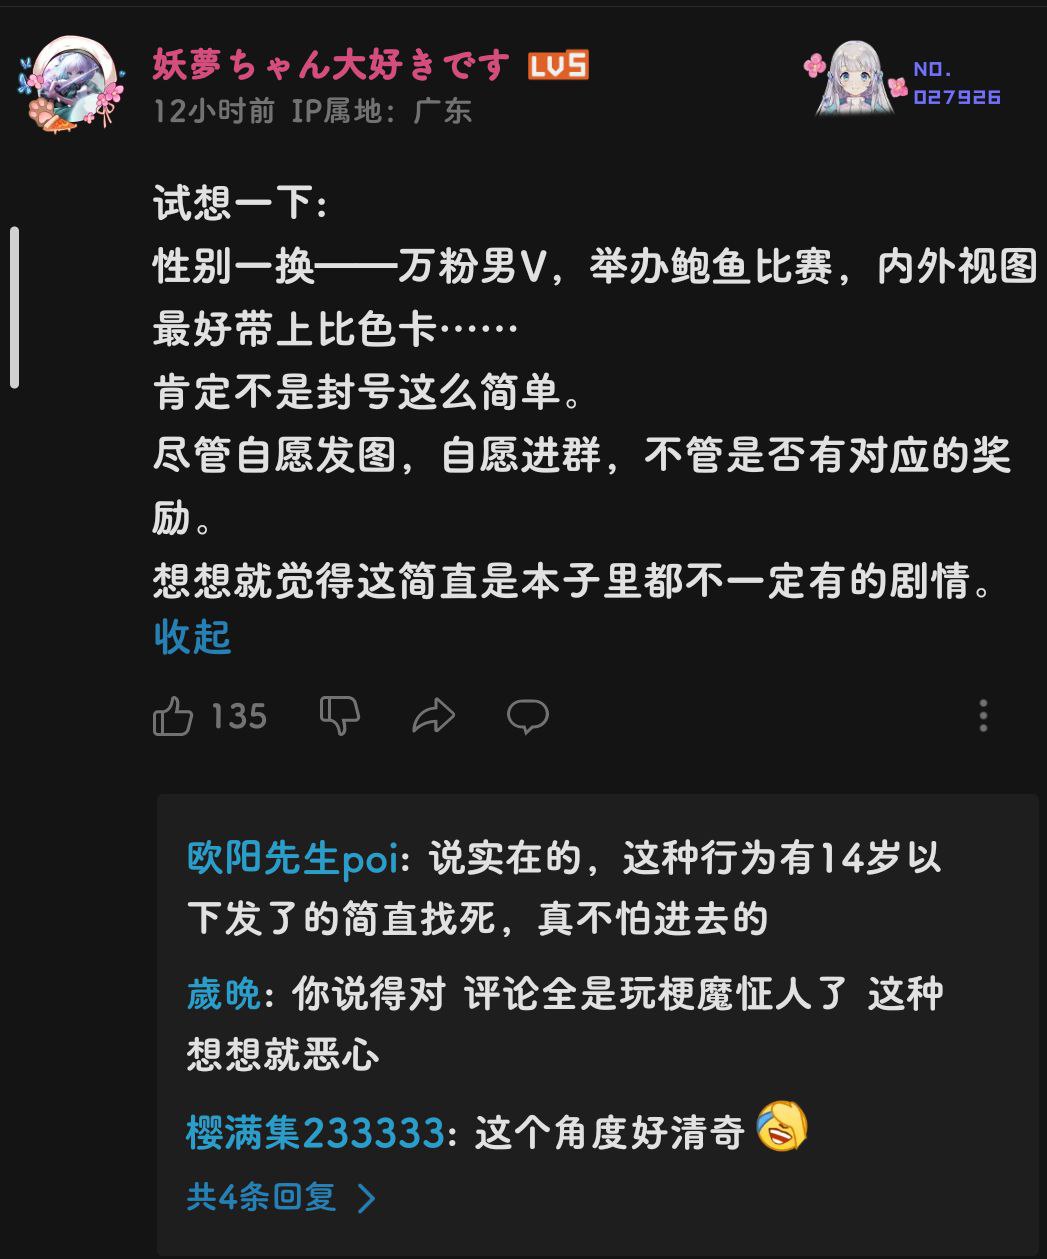 妖夢ちゃん大好きです LV5
NO.
027926
12小时前 IP属地：广东
试想一下：
性别一换——万粉男V，举办鲍鱼比赛，内外视图
最好带上比色卡……
肯定不是封号这么简单。
尽管自愿发图，自愿进群，不管是否有对应的奖
励。
想想就觉得这简直是本子里都不一定有的剧情。
收起
135
欧阳先生poi：说实在的，这种行为有14岁以
下发了的简直找死，真不怕进去的
歲晚：你说得对 评论全是玩梗魔怔人了 这种
想想就恶心
樱满集233333：这个角度好清奇
共4条回复 >